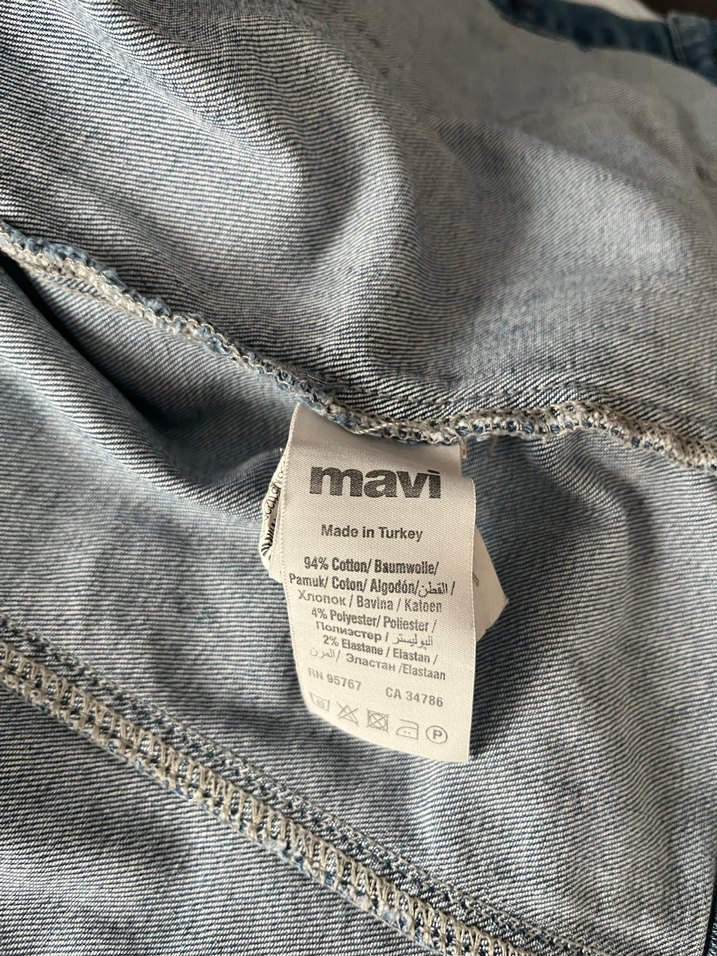 mavi
Made in Turkey
94% Cotton/ Baumwolle/
Pamuk/ Coton/ Algodón/القطن /
Хлопок / Bavlna / Katoen
4% Polyester/ Poliester /
Полиэстер / البوليستر /
2% Elastane / Elastan /
المرن/ Эластан /Elastaan
RN 95767 CA 34786
P